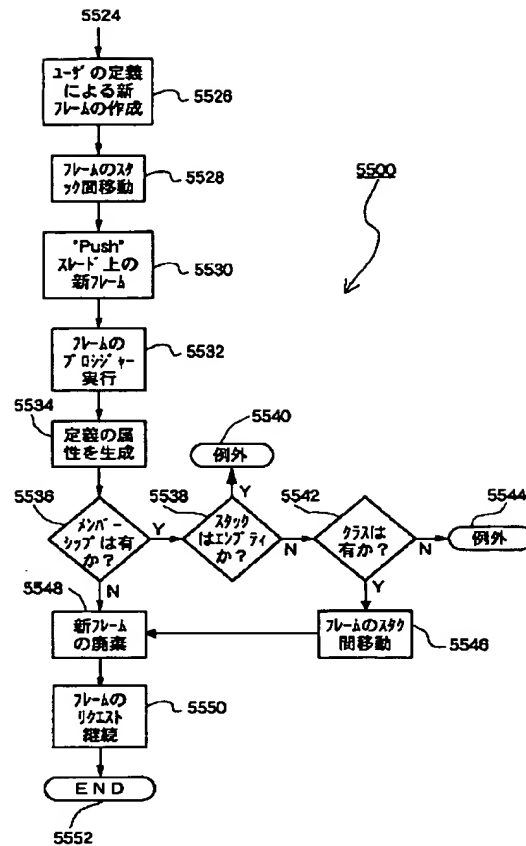 5524
ユーザの定義
による新
フレームの作成
5526
フレームのスタ
ック間移動
5528
5500
"Push"
スレード上の
新フレーム
5530
フレームの
プロシジャー
実行
5532
5534
定義の属
性を生成
5540
例外
5536
メンバー
シップは有
か?
Y
5538
スタック
はエンプティ
か?
Y
N
5542
クラスは
有か?
N
5544
例外
N
Y
5548
新フレーム
の廃棄
フレームのスタク
間移動
5546
フレームの
リクエスト
継続
5550
END
5552